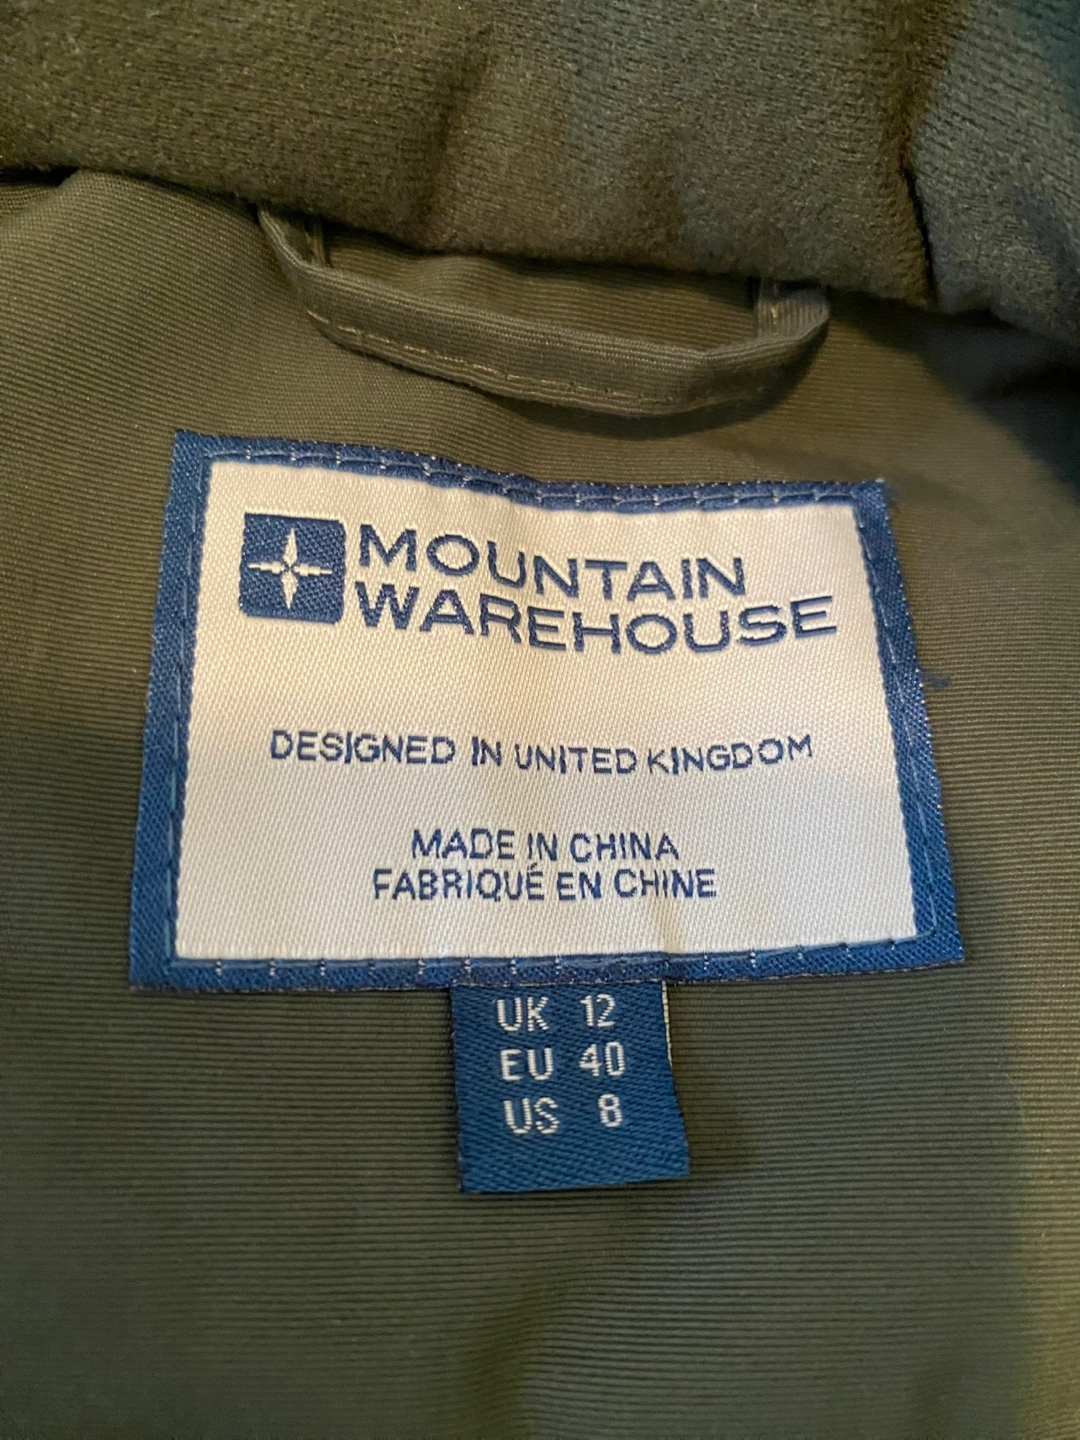 MOUNTAIN
WAREHOUSE
DESIGNED IN UNITED KINGDOM
MADE IN CHINA
FABRIQUÉ EN CHINE
UK 12
EU 40
US 8